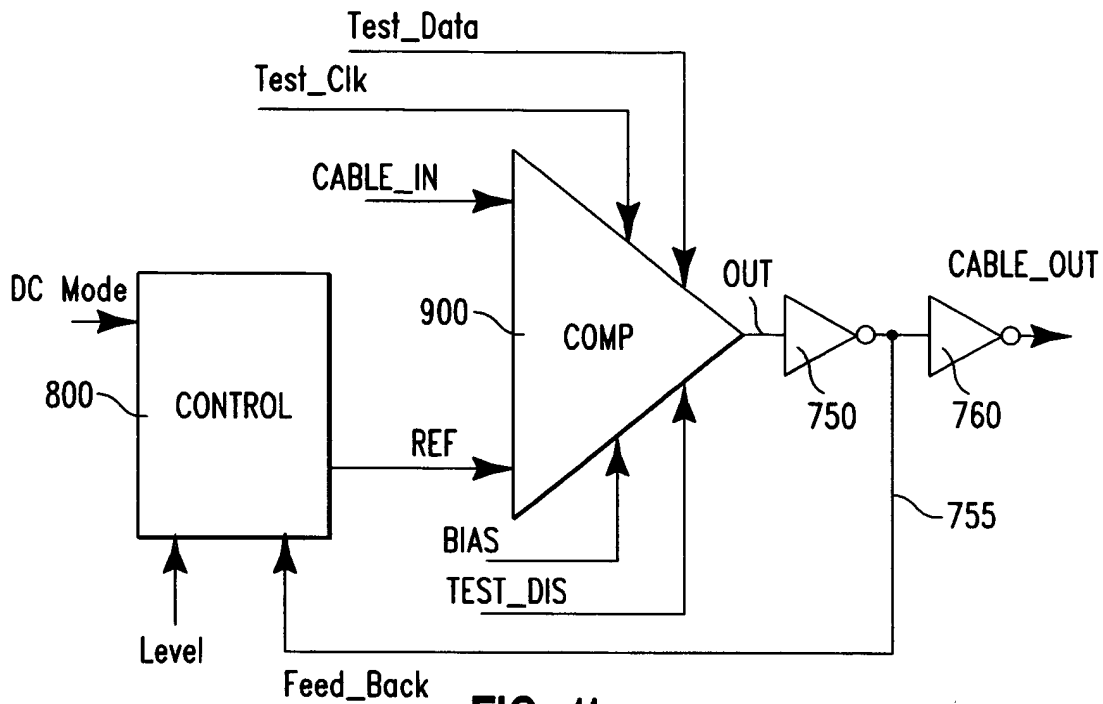 Test_Data
Test_Clk
CABLE_IN
DC Mode
OUT
CABLE_OUT
900
COMP
800
CONTROL
750
760
REF
755
BIAS
TEST_DIS
Level
Feed_Back